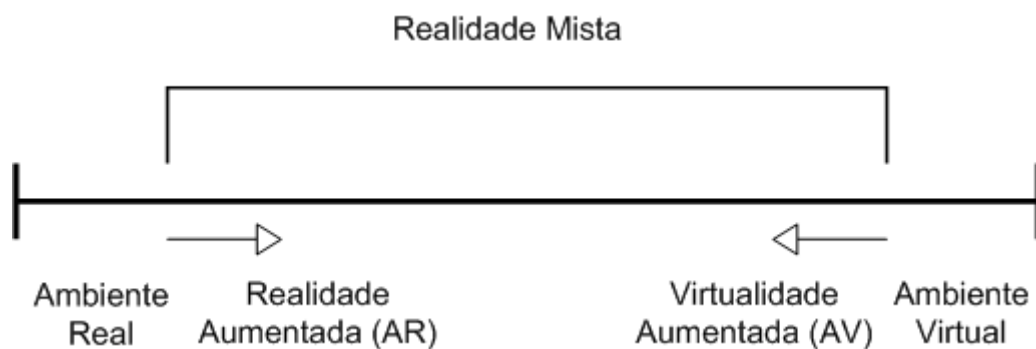 Realidade Mista
Ambiente
Real
Realidade
Aumentada (AR)
Virtualidade
Aumentada (AV)
Ambiente
Virtual